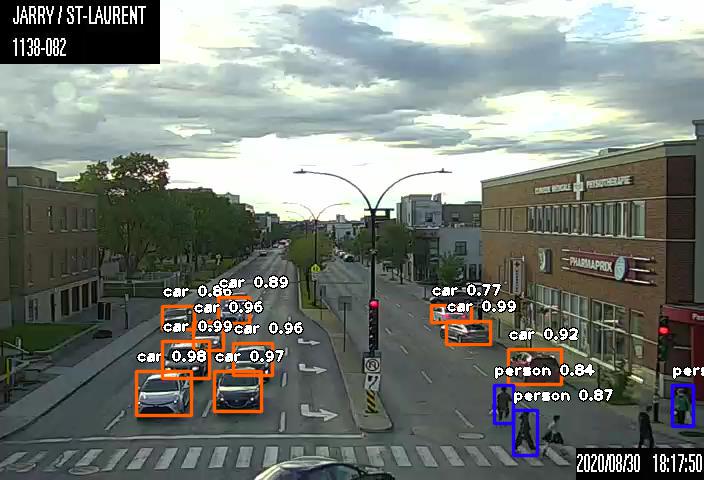 JARRY / ST-LAURENT
1138-082
car 0.89
car 0.86
car 0.96
car 0.99
car 0.96
car 0.98
car 0.97
car 0.77
car 0.99
car 0.92
person 0.84
person 0.87
pers
PHYSIOTHERAPIE
PHARMAPRIX
2020/08/30 18:17:50